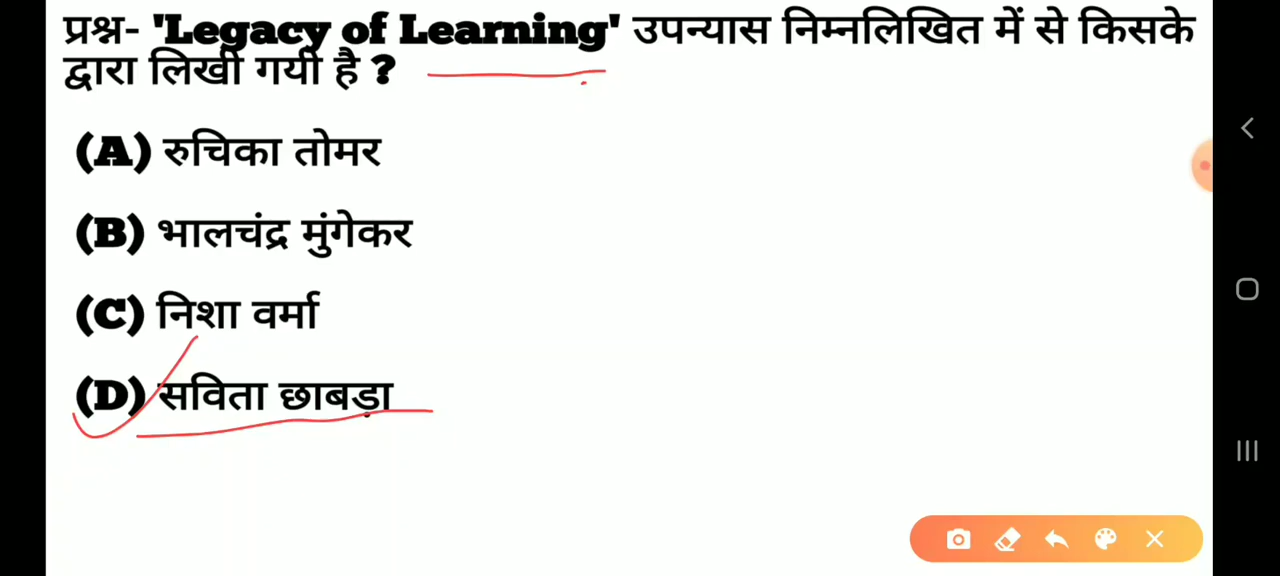 प्रश्न- 'Legacy of Learning' उपन्यास निम्नलिखित में से किसके
द्वारा लिखी गयी है ?
(A) रुचिका तोमर
(B) भालचंद्र मुंगेकर
(C) निशा वर्मा
(D) सविता छाबड़ा